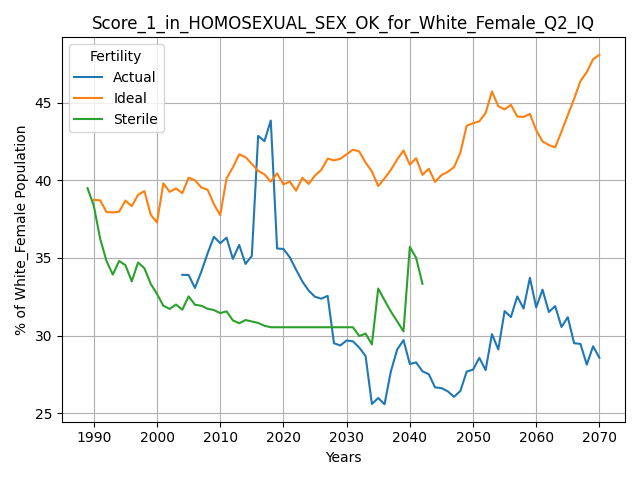 Score_1_in_HOMOSEXUAL_SEX_OK_for_White_Female_Q2_IQ
Fertility
Actual
Ideal
Sterile
% of White_Female Population
45
40
35
30
25
1990 2000 2010 2020 2030 2040 2050 2060 2070
Years